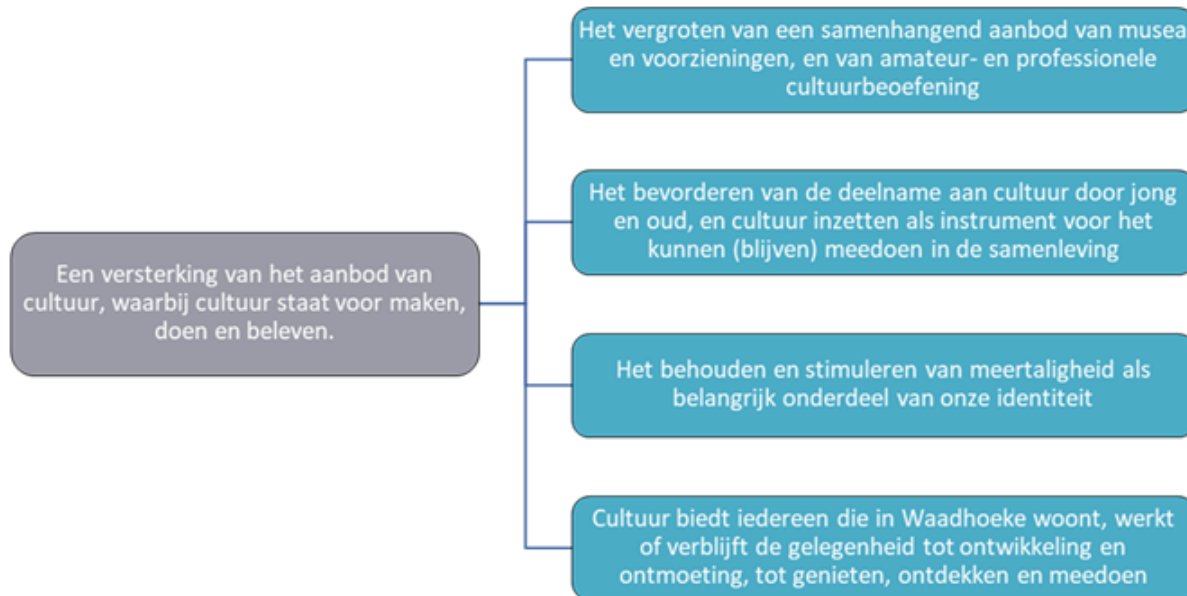 Een versterking van het aanbod van
cultuur, waarbij cultuur staat voor maken,
doen en beleven.
Het vergroten van een samenhangend aanbod van musea
en voorzieningen, en van amateur- en professionele
cultuurbeoefening
Het bevorderen van de deelname aan cultuur door jong
en oud, en cultuur inzetten als instrument voor het
kunnen (blijven) meedoen in de samenleving
Het behouden en stimuleren van meertaligheid als
belangrijk onderdeel van onze identiteit
Cultuur biedt iedereen die in Waadhoeke woont, werkt
of verblijft de gelegenheid tot ontwikkeling en
ontmoeting, tot genieten, ontdekken en meedoen